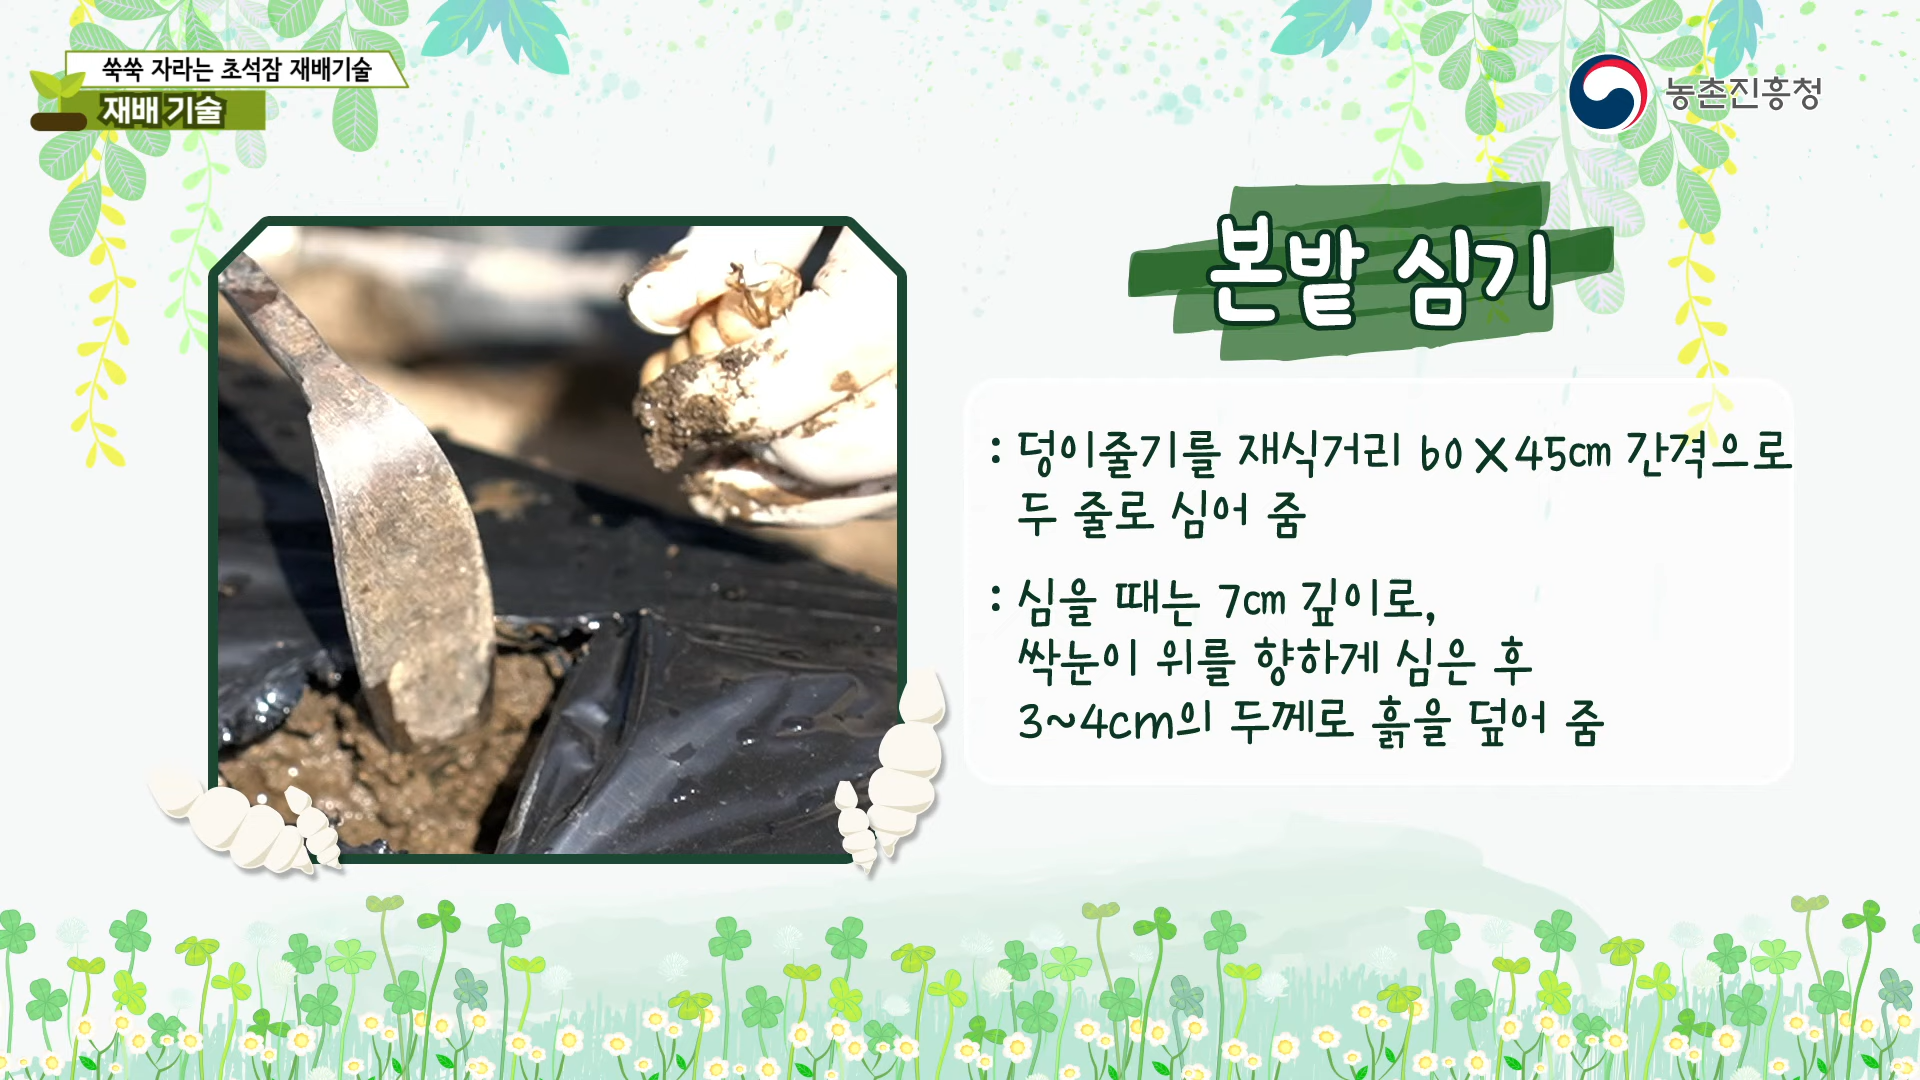 쑥쑥 자라는 초석잠 재배기술
재배 기술
농촌진흥청
본밭 심기
: 덩이줄기를 재식거리 60×45cm 간격으로
두 줄로 심어 줌
: 심을 때는 7cm 깊이로,
싹눈이 위를 향하게 심은 후
3~4cm의 두께로 흙을 덮어 줌